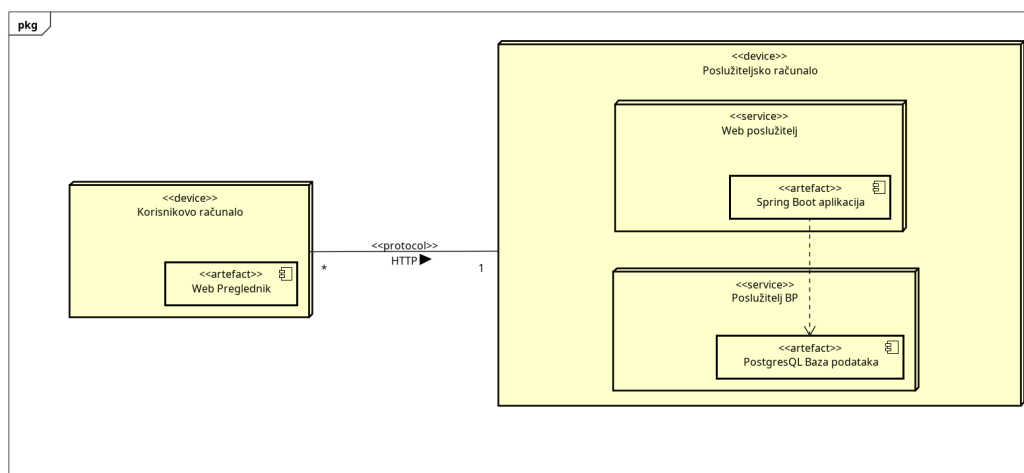 pkg
<<device>>
Korisnikovo računalo
<<artefact>>
Web Preglednik
<<protocol>>
HTTP
*
1
<<device>>
Poslužiteljsko računalo
<<service>>
Web poslužitelj
<<artefact>>
Spring Boot aplikacija
<<service>>
Poslužitelj BP
<<artefact>>
PostgresQL Baza podataka